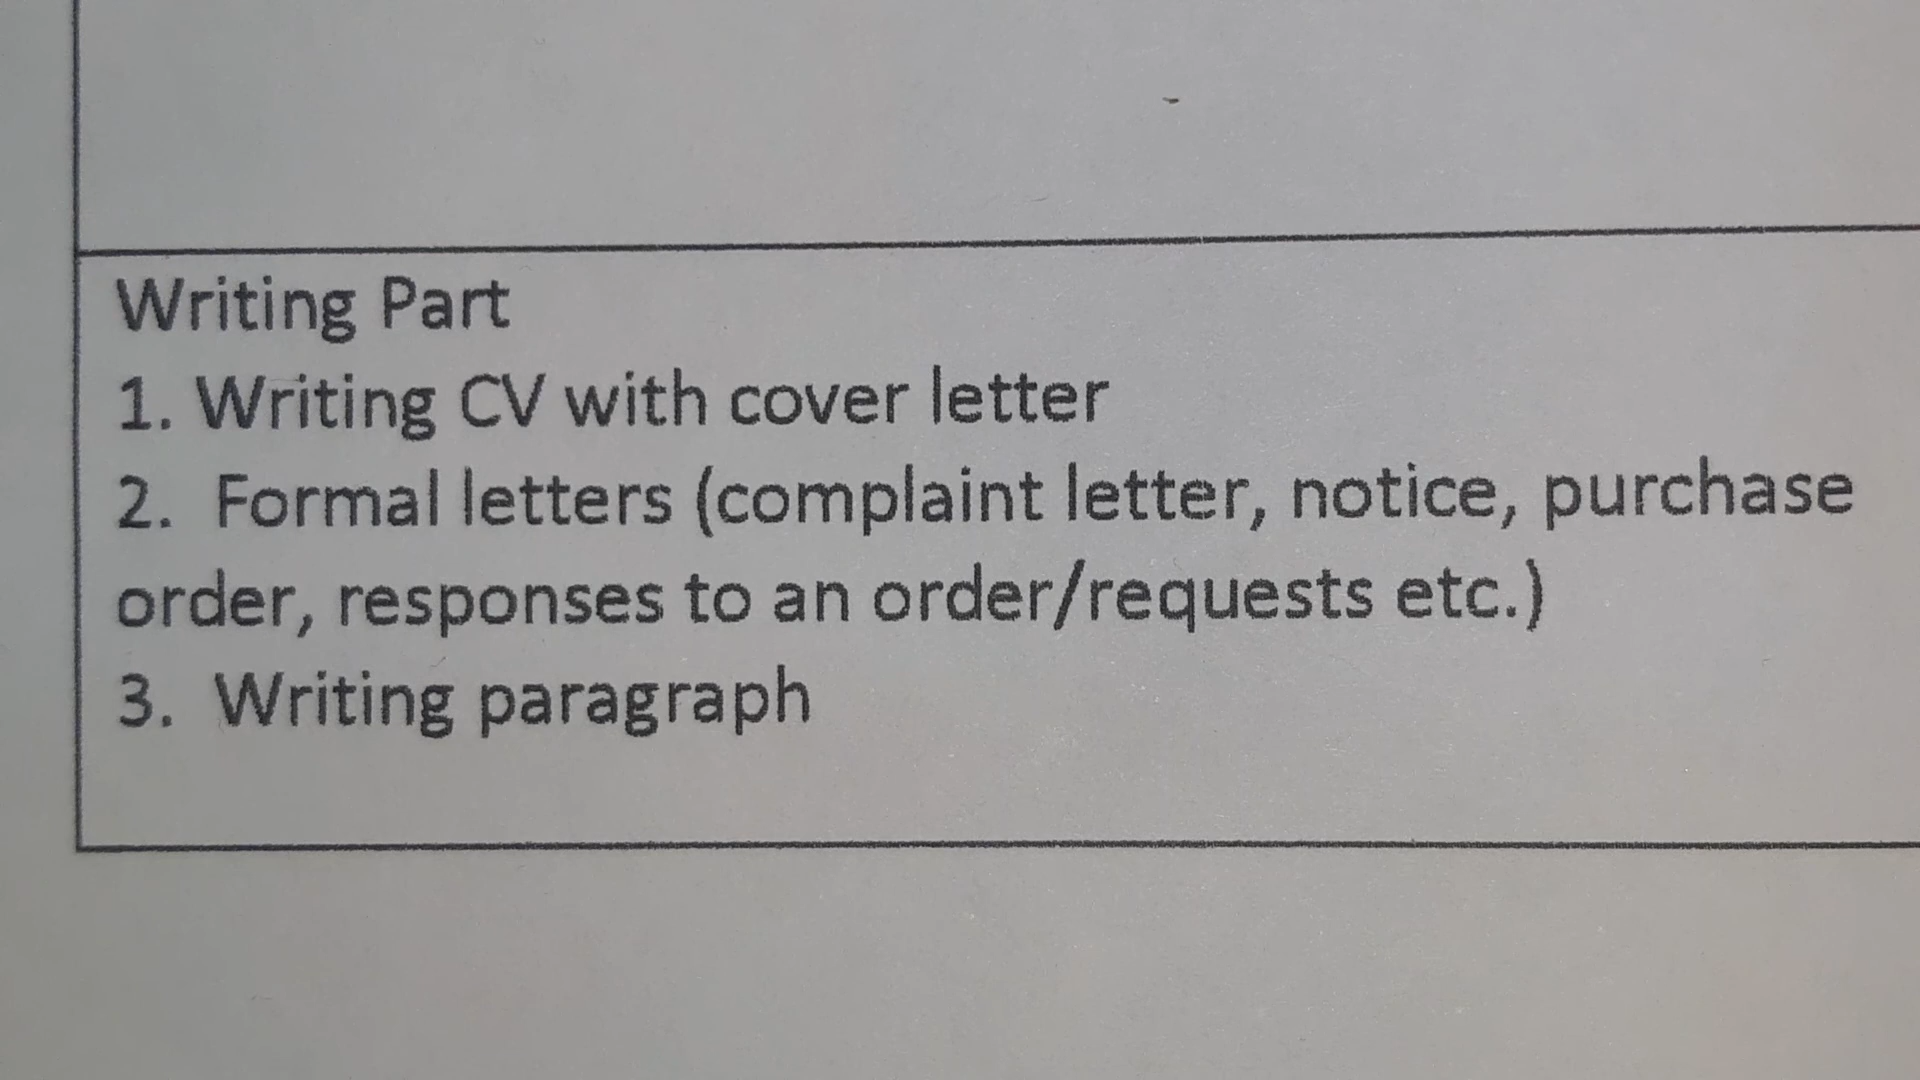 Writing Part
1. Writing CV with cover letter
2. Formal letters (complaint letter, notice, purchase
order, responses to an order/requests etc.)
3. Writing paragraph